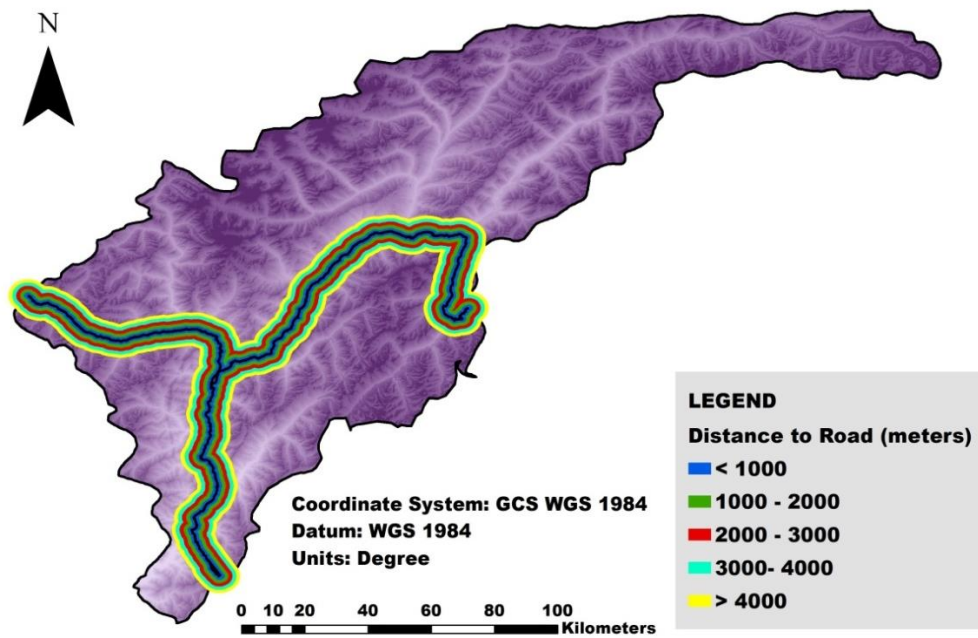 N
LEGEND
Distance to Road (meters)
< 1000
1000 - 2000
2000 - 3000
3000- 4000
> 4000
Coordinate System: GCS WGS 1984
Datum: WGS 1984
Units: Degree
0 10 20 40 60 80 100
Kilometers